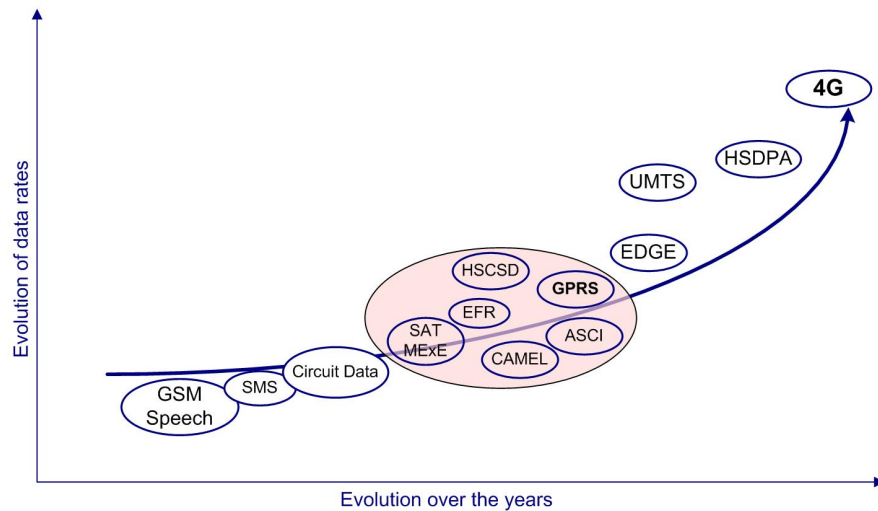 4G
HSDPA
UMTS
EDGE
HSCSD
GPRS
EFR
SAT
MExE
ASCI
CAMEL
Circuit Data
SMS
GSM
Speech
Evolution of data rates
Evolution over the years